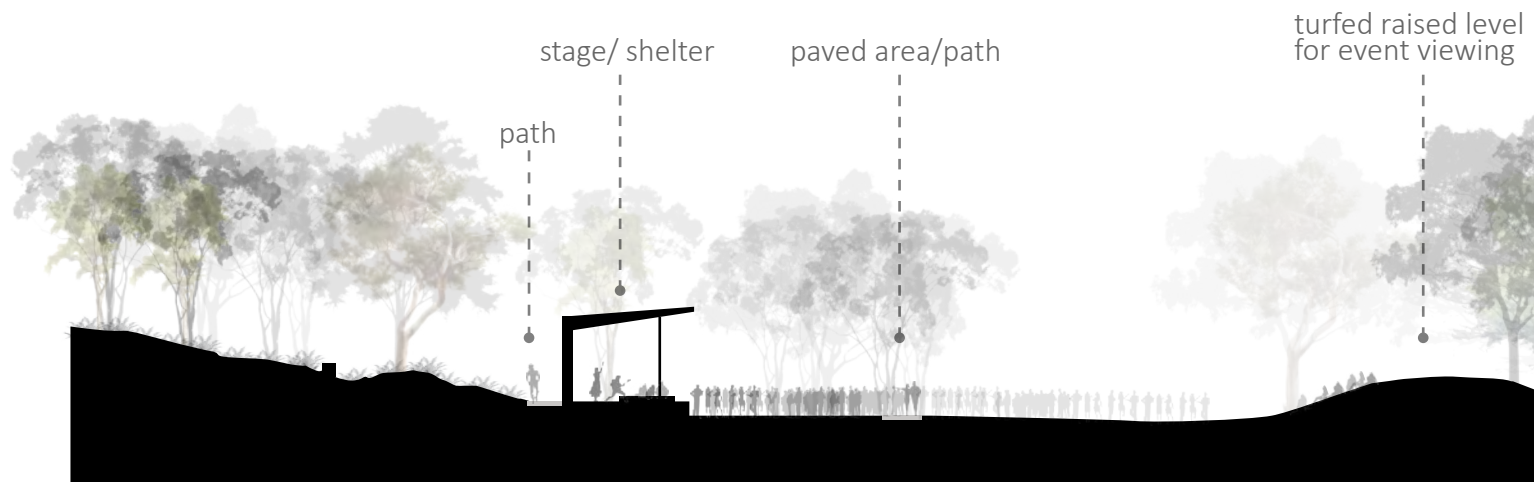 path
stage/ shelter
paved area/path
turfed raised level
for event viewing